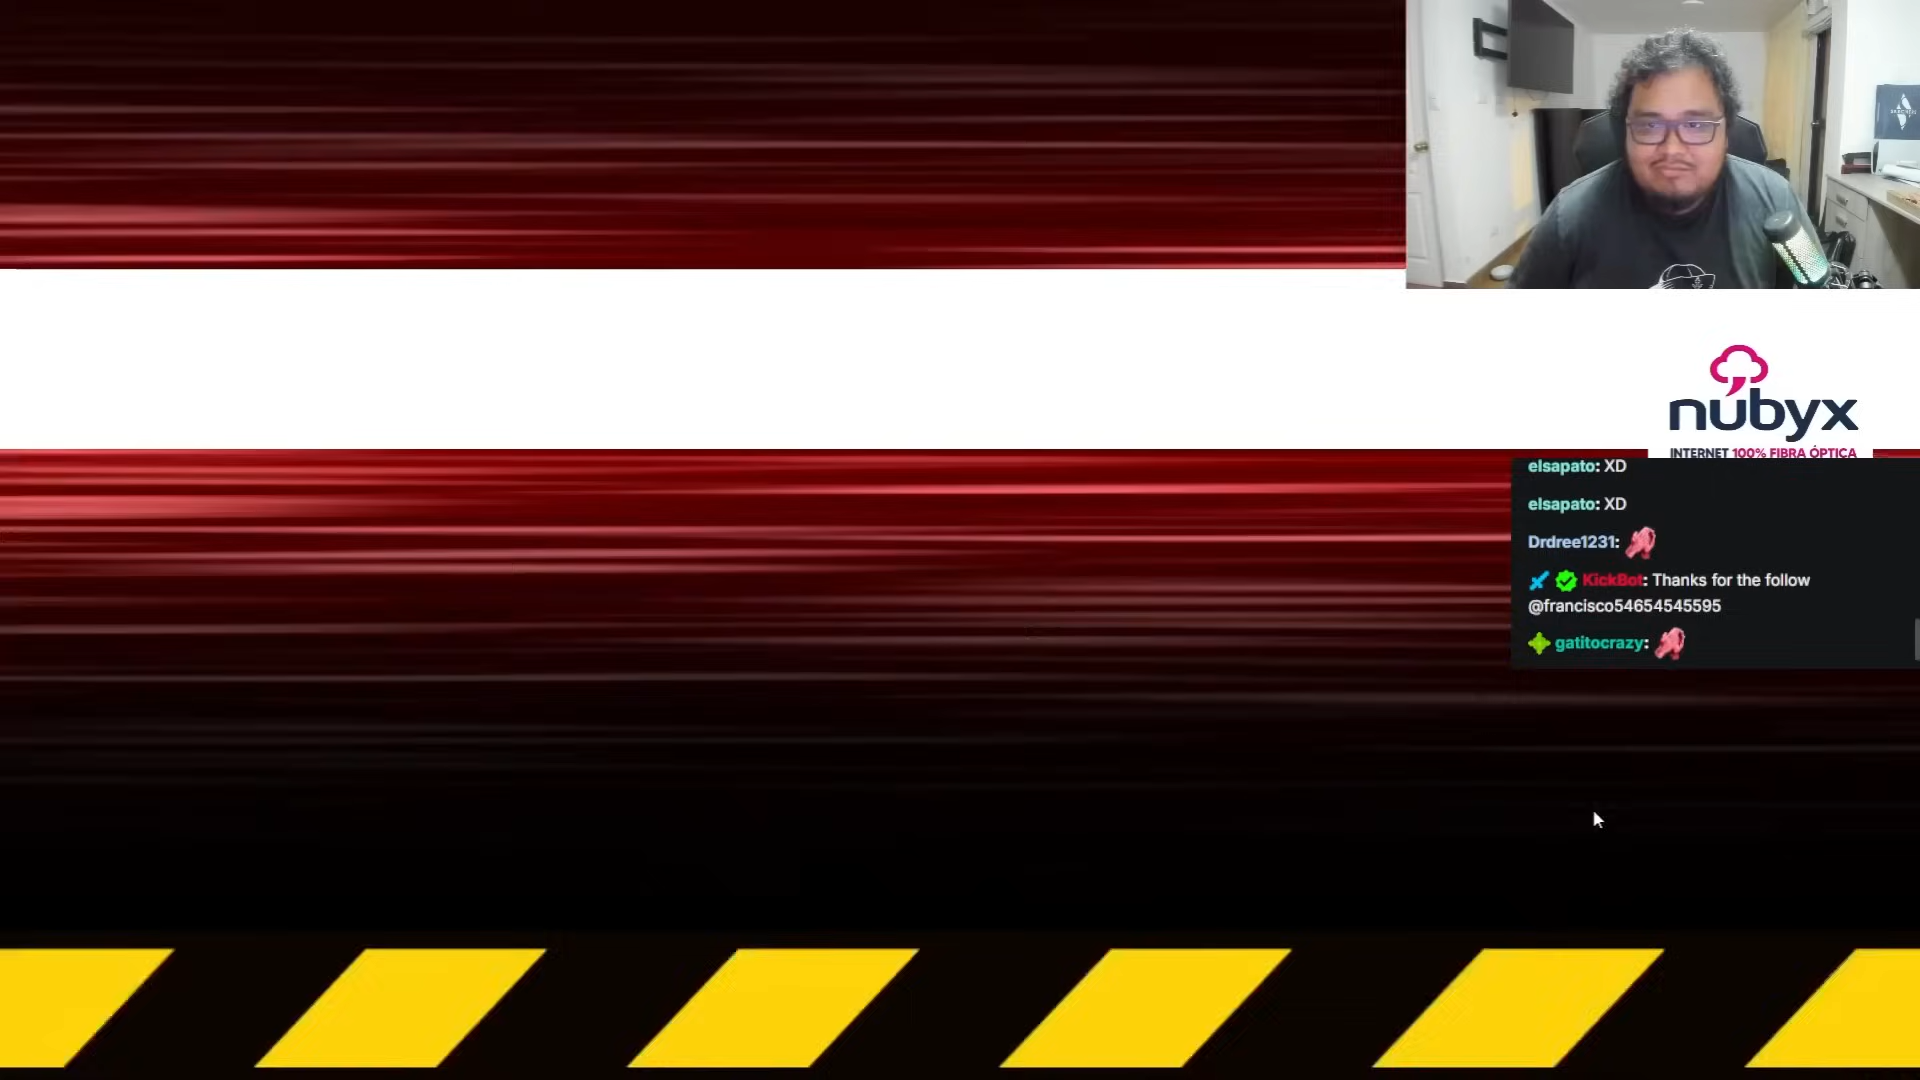 nubyx
INTERNET 100% FIBRA ÓPTICA
elsapato: XD
elsapato: XD
Drdree1231:
KickBot: Thanks for the follow
@francisco54654545595
gatitocrazy: